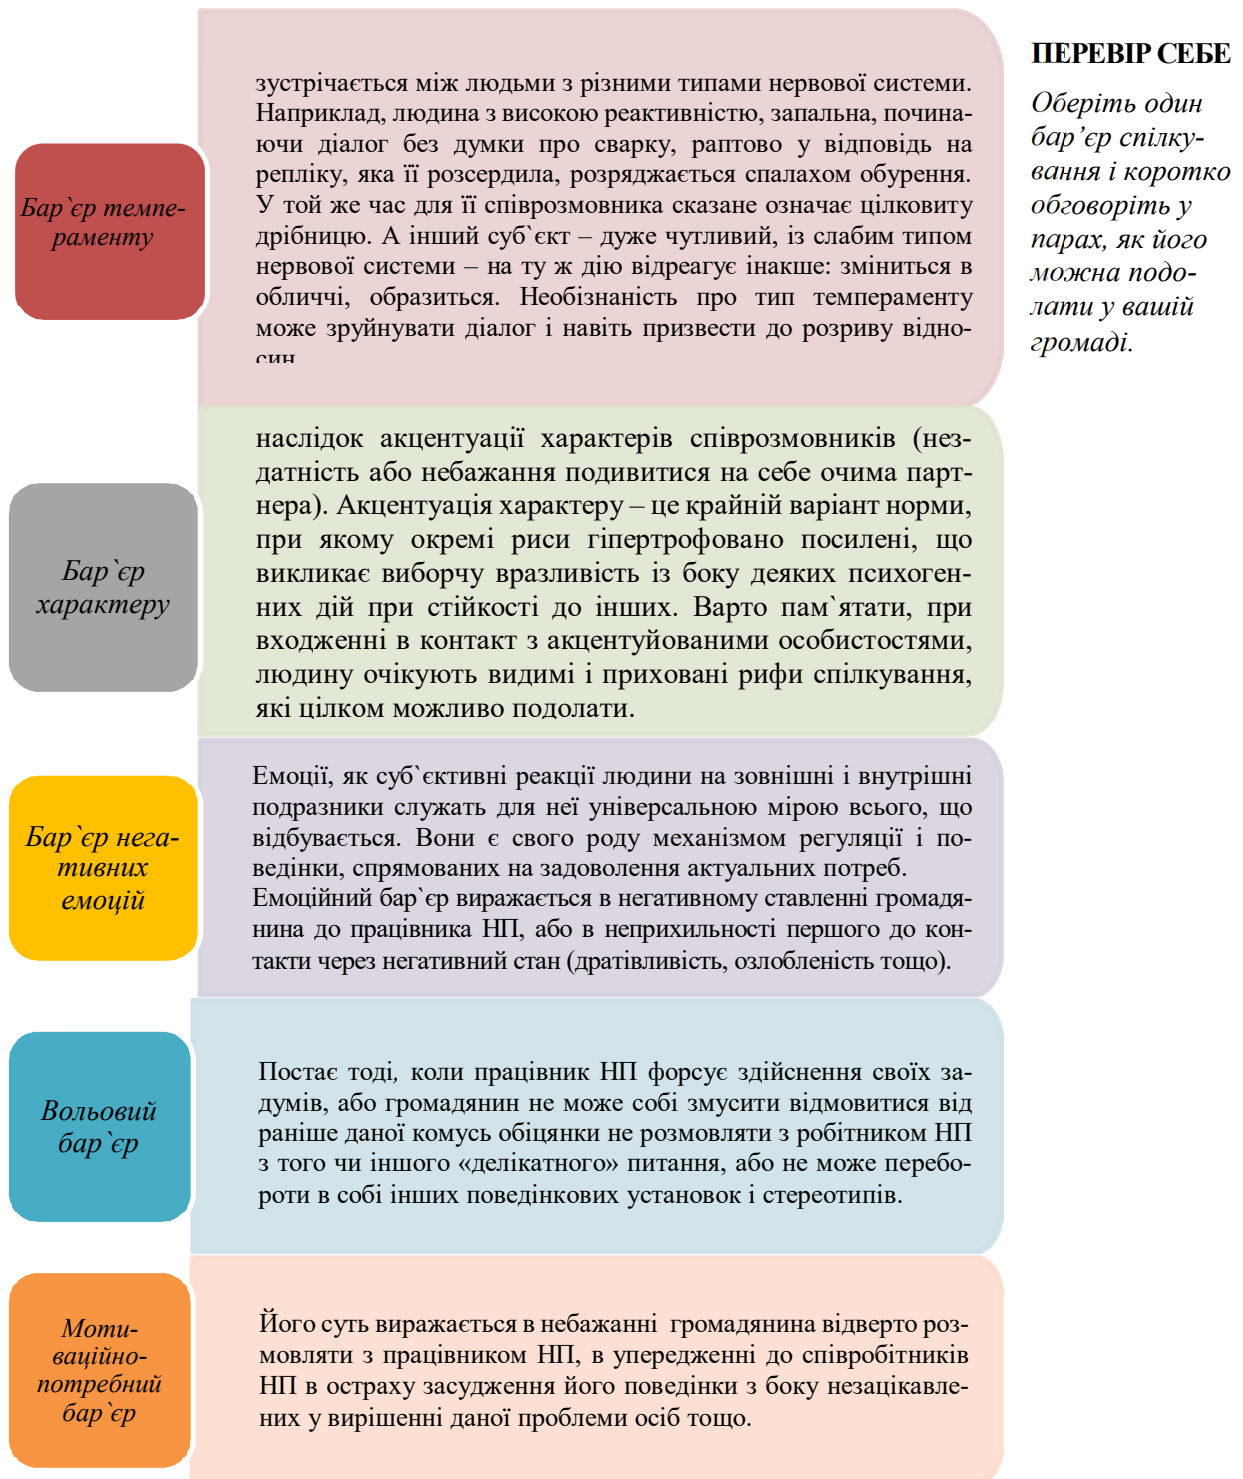 Бар`єр темпе-
раменту
зустрічається між людьми з різними типами нервової системи.
Наприклад, людина з високою реактивністю, запальна, почина-
ючи діалог без думки про сварку, раптово у відповідь на
репліку, яка її розсердила, розряджається спалахом обурення.
У той же час для її співрозмовника сказане означає цілковиту
дрібницю. А інший суб`єкт – дуже чутливий, із слабим типом
нервової системи – на ту ж дію відреагує інакше: зміниться в
обличчі, образиться. Необізнаність про тип темпераменту
може зруйнувати діалог і навіть призвести до розриву відно-
син
ПЕРЕВІР СЕБЕ
Оберіть один
бар’єр спілку-
вання і коротко
обговоріть у
парах, як його
можна подо-
лати у вашій
громаді.
Бар`єр
характеру
наслідок акцентуації характерів співрозмовників (нез-
датність або небажання подивитися на себе очима парт-
нера). Акцентуація характеру – це крайній варіант норми,
при якому окремі риси гіпертрофовано посилені, що
викликає виборчу вразливість із боку деяких психоген-
них дій при стійкості до інших. Варто пам`ятати, при
входженні в контакт з акцентуйованими особистостями,
людину очікують видимі і приховані рифи спілкування,
які цілком можливо подолати.
Бар`єр нега-
тивних
емоцій
Емоції, як суб`єктивні реакції людини на зовнішні і внутрішні
подразники служать для неї універсальною мірою всього, що
відбувається. Вони є свого роду механізмом регуляції і по-
ведінки, спрямованих на задоволення актуальних потреб.
Емоційний бар`єр виражається в негативному ставленні громадя-
нина до працівника НП, або в неприхильності першого до кон-
такти через негативний стан (дратівливість, озлобленість тощо).
Вольовий
бар`єр
Постає тоді, коли працівник НП форсує здійснення своїх за-
думів, або громадянин не може собі змусити відмовитися від
раніше даної комусь обіцянки не розмовляти з робітником НП
з того чи іншого «делікатного» питання, або не може перебо-
роти в собі інших поведінкових установок і стереотипів.
Моти-
ваційно-
потребний
бар`єр
Його суть виражається в небажанні громадянина відверто роз-
мовляти з працівником НП, в упередженні до співробітників
НП в остраху засудження його поведінки з боку незацікавле-
них у вирішенні даної проблеми осіб тощо.